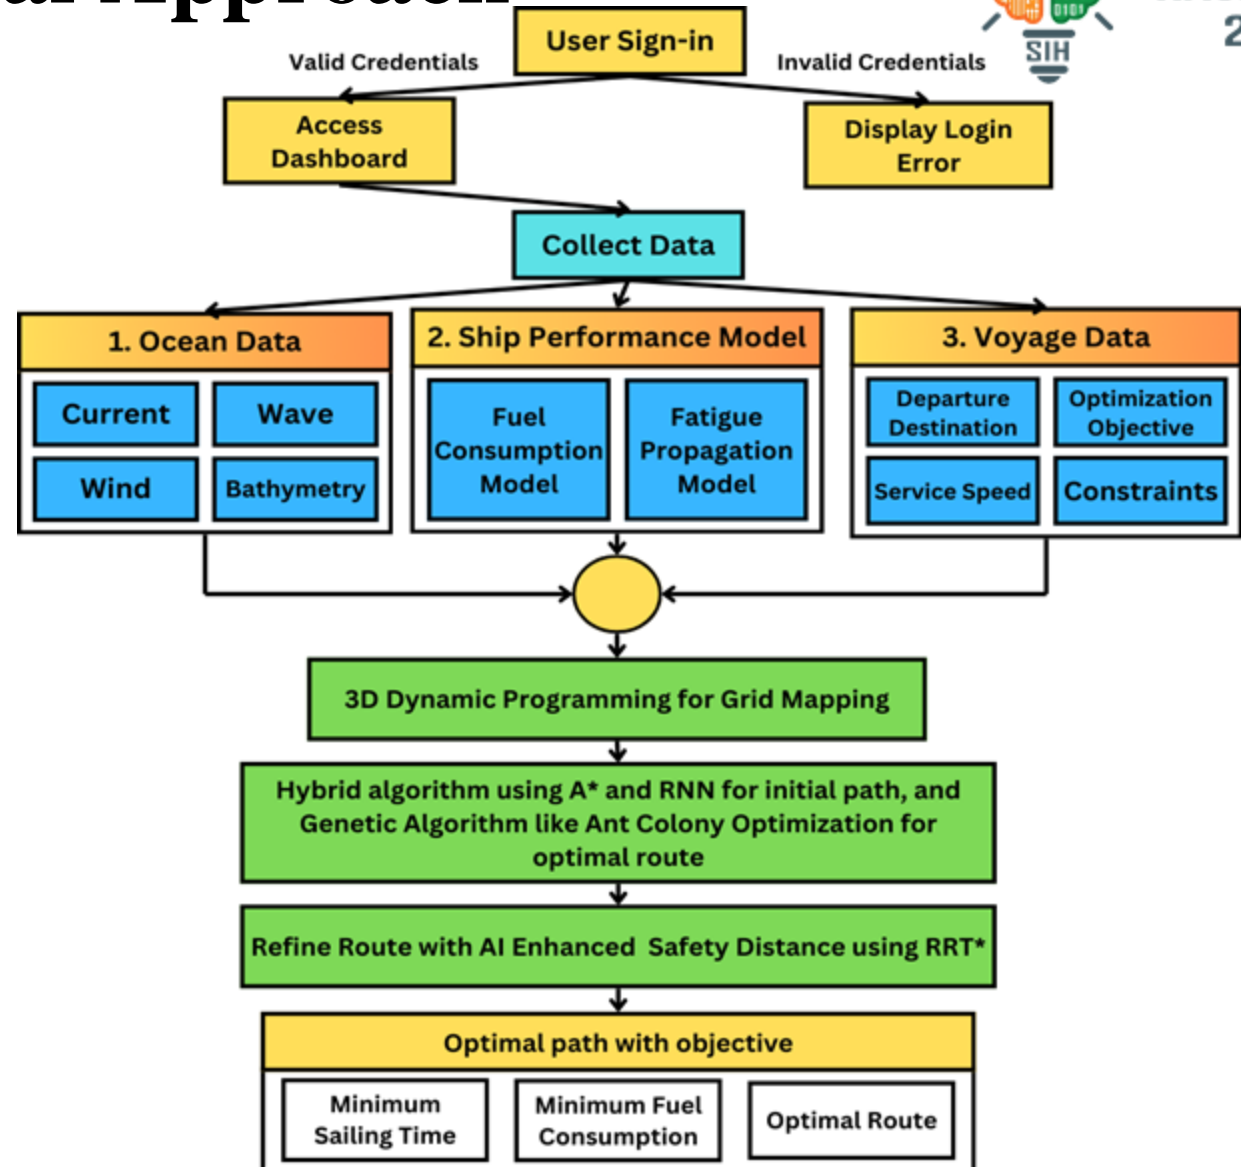 User Sign-in
Valid Credentials
Invalid Credentials
SIH
0101
2
Access
Dashboard
Display Login
Error
Collect Data
1. Ocean Data
Current
Wave
Wind
Bathymetry
2. Ship Performance Model
Fuel
Consumption
Model
Fatigue
Propagation
Model
3. Voyage Data
Departure
Destination
Optimization
Objective
Service Speed
Constraints
3D Dynamic Programming for Grid Mapping
Hybrid algorithm using A* and RNN for initial path, and
Genetic Algorithm like Ant Colony Optimization for
optimal route
Refine Route with AI Enhanced Safety Distance using RRT*
Optimal path with objective
Minimum
Sailing Time
Minimum Fuel
Consumption
Optimal Route